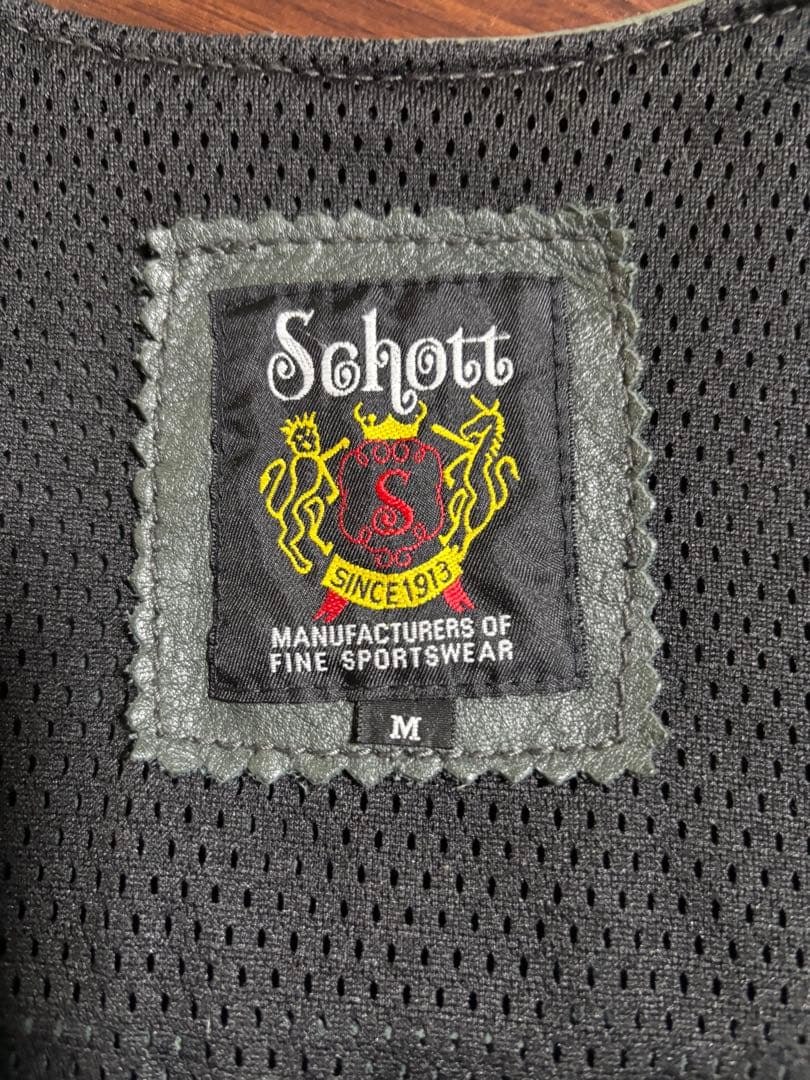 Schott
S
SINCE 1913
MANUFACTURERS OF
FINE SPORTSWEAR
M